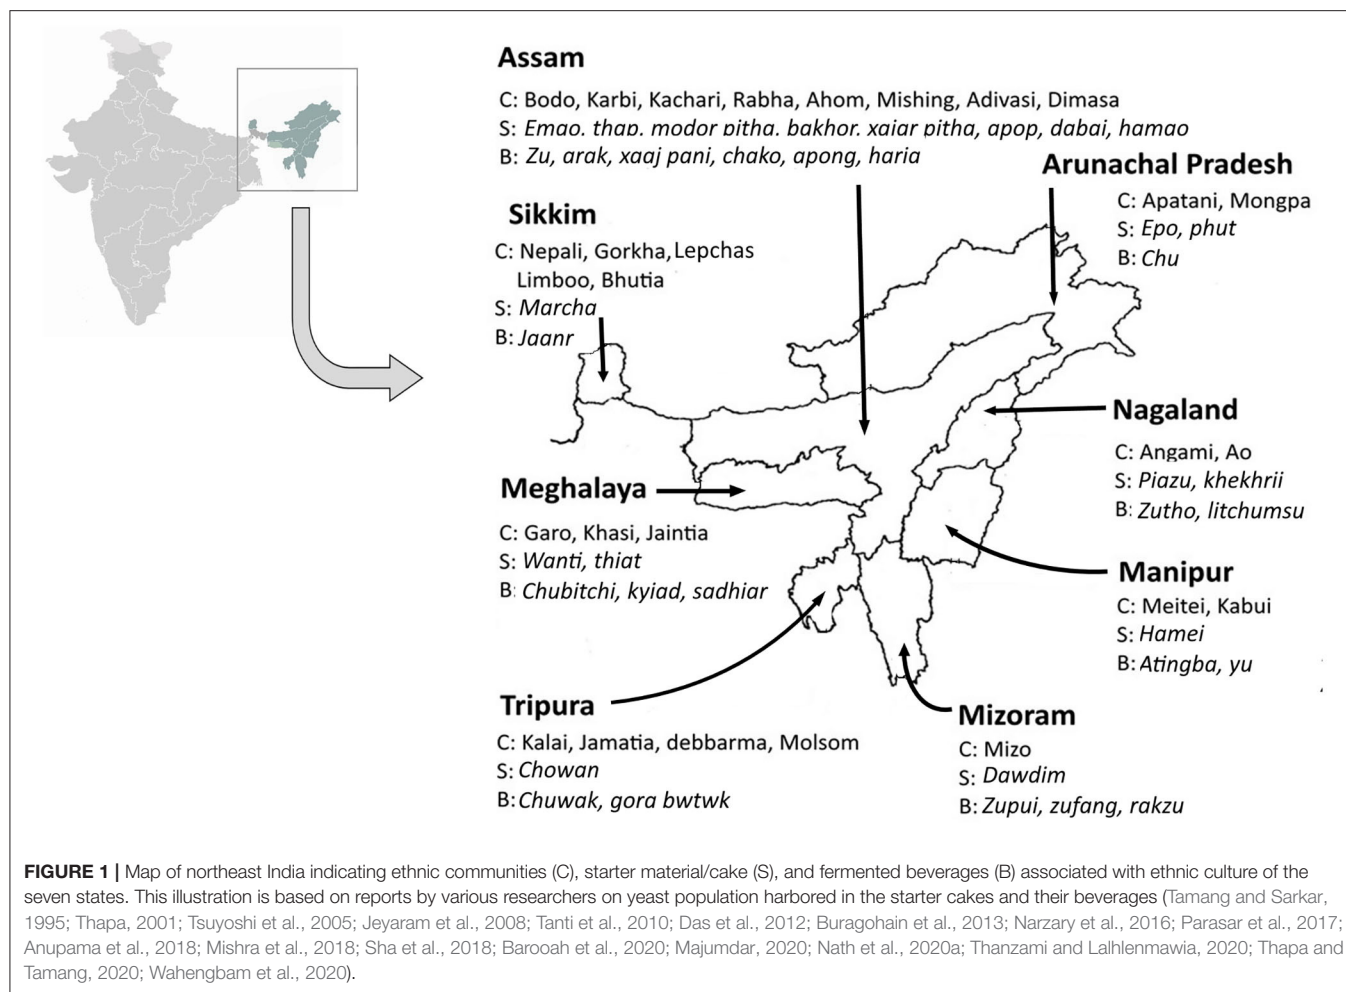 Assam
C: Bodo, Karbi, Kachari, Rabha, Ahom, Mishing, Adivasi, Dimasa
S: Emao, thap, modor pitha, bakhor, xajar pitha, apop, dabai, hamao
B: Zu, arak, xaaj pani, chako, apong, haria
Arunachal Pradesh
C: Apatani, Mongpa
S: Epo, phut
B: Chu
Sikkim
C: Nepali, Gorkha, Lepchas
Limboo, Bhutia
S: Marcha
B: Jaanr
Nagaland
C: Angami, Ao
S: Piazu, khekhrii
B: Zutho, litchumsu
Meghalaya
C: Garo, Khasi, Jaintia
S: Wanti, thiat
B: Chubitchi, kyiad, sadhiar
Manipur
C: Meitei, Kabui
S: Hamei
B: Atingba, yu
Tripura
C: Kalai, Jamatia, debbarma, Molsom
S: Chowan
B: Chuwak, gora bwtwk
Mizoram
C: Mizo
S: Dawdim
B: Zupui, zufang, rakzu
FIGURE 1 | Map of northeast India indicating ethnic communities (C), starter material/cake (S), and fermented beverages (B) associated with ethnic culture of the
seven states. This illustration is based on reports by various researchers on yeast population harbored in the starter cakes and their beverages (Tamang and Sarkar,
1995; Thapa, 2001; Tsuyoshi et al., 2005; Jeyaram et al., 2008; Tanti et al., 2010; Das et al., 2012; Buragohain et al., 2013; Narzary et al., 2016; Parasar et al., 2017;
Anupama et al., 2018; Mishra et al., 2018; Sha et al., 2018; Barooah et al., 2020; Majumdar, 2020; Nath et al., 2020a; Thanzami and Lalhlenmawia, 2020; Thapa and
Tamang, 2020; Wahengbam et al., 2020).